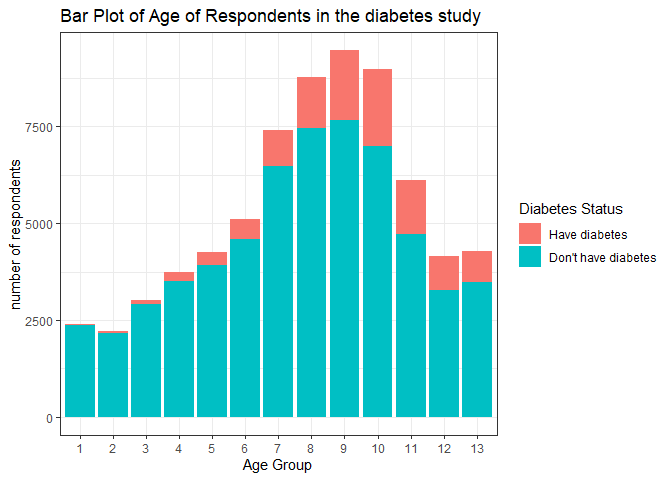 Bar Plot of Age of Respondents in the diabetes study
nurmber of respondents
7500
5000
2500
0
1 2 3 4 5 6 7 8 9 10 11 12 13
Age Group
Diabetes Status
Have diabetes
Don't have diabetes